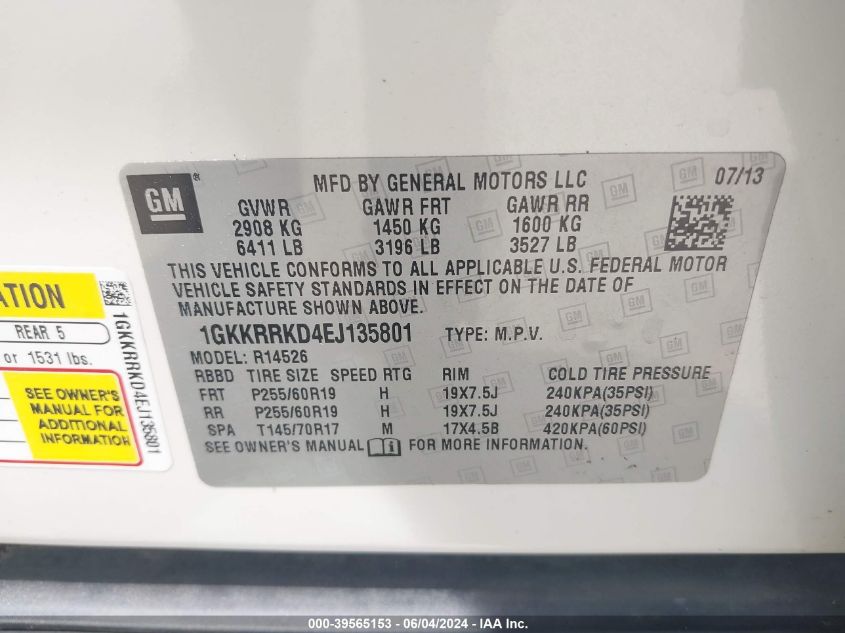 GM ®
MFD BY GENERAL MOTORS LLC 07/13
GVWR GAWR FRT GAWR RR
2908 KG 1450 KG 1600 KG
6411 LB 3196 LB 3527 LB
THIS VEHICLE CONFORMS TO ALL APPLICABLE U.S. FEDERAL MOTOR
VEHICLE SAFETY STANDARDS IN EFFECT ON THE DATE OF
MANUFACTURE SHOWN ABOVE.
1GKKRRKD4EJ135801 TYPE: M.P.V.
MODEL: R14526
RBBD TIRE SIZE SPEED RTG RIM COLD TIRE PRESSURE
FRT P255/60R19 H 19X7.5J 240KPA(35PSI)
RR P255/60R19 H 19X7.5J 240KPA(35PSI)
SPA T145/70R17 M 17X4.5B 420KPA(60PSI)
SEE OWNER'S MANUAL FOR MORE INFORMATION.
ATION
REAR 5
or 1531 lbs.
SEE OWNER'S
MANUAL FOR
ADDITIONAL
INFORMATION
1GKKRRKD4EJ135801
000-39565153 - 06/04/2024 - IAA Inc.